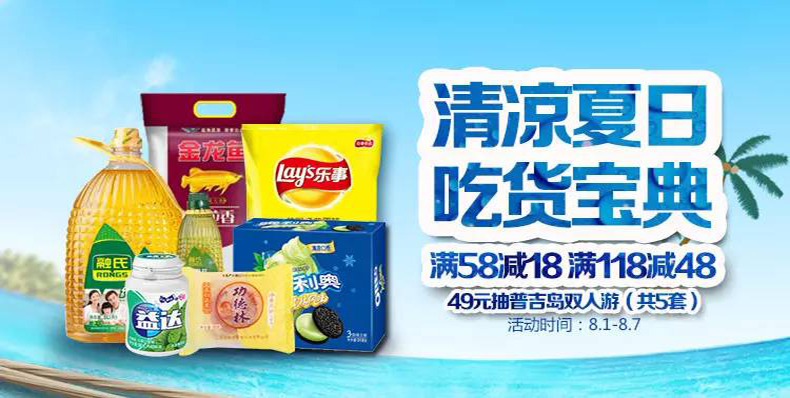 清凉夏日
吃货宝典
满58减18 满118减48
49元抽普吉岛双人游（共5套）
活动时间：8.1-8.7
金龙鱼
Lay's乐事
融氏
RONGS
益达
功德林
利奥